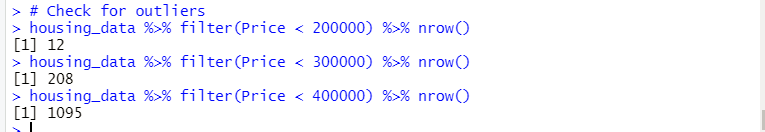 > # Check for outliers
> housing_data %>% filter(Price < 200000) %>% nrow()
[1] 12
> housing_data %>% filter(Price < 300000) %>% nrow()
[1] 208
> housing_data %>% filter(Price < 400000) %>% nrow()
[1] 1095
>